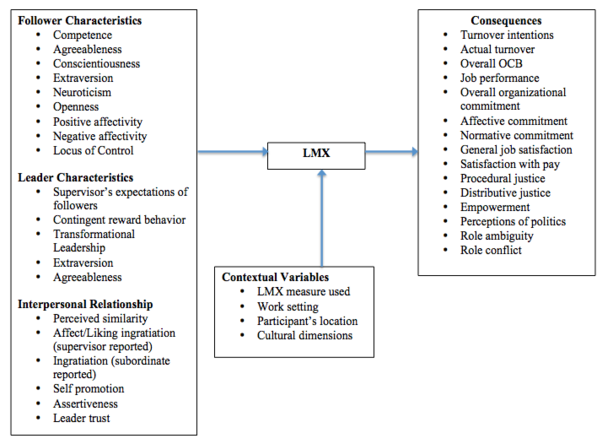 Follower Characteristics
• Competence
• Agreeableness
• Conscientiousness
• Extraversion
• Neuroticism
• Openness
• Positive affectivity
• Negative affectivity
• Locus of Control
Leader Characteristics
• Supervisor's expectations of
followers
• Contingent reward behavior
• Transformational
Leadership
• Extraversion
• Agreeableness
Interpersonal Relationship
• Perceived similarity
• Affect/Liking ingratiation
(supervisor reported)
• Ingratiation (subordinate
reported)
• Self promotion
• Assertiveness
• Leader trust
LMX
Contextual Variables
• LMX measure used
• Work setting
• Participant's location
• Cultural dimensions
Consequences
• Turnover intentions
• Actual turnover
• Overall OCB
• Job performance
• Overall organizational
commitment
• Affective commitment
• Normative commitment
• General job satisfaction
• Satisfaction with pay
• Procedural justice
• Distributive justice
• Empowerment
• Perceptions of politics
• Role ambiguity
• Role conflict